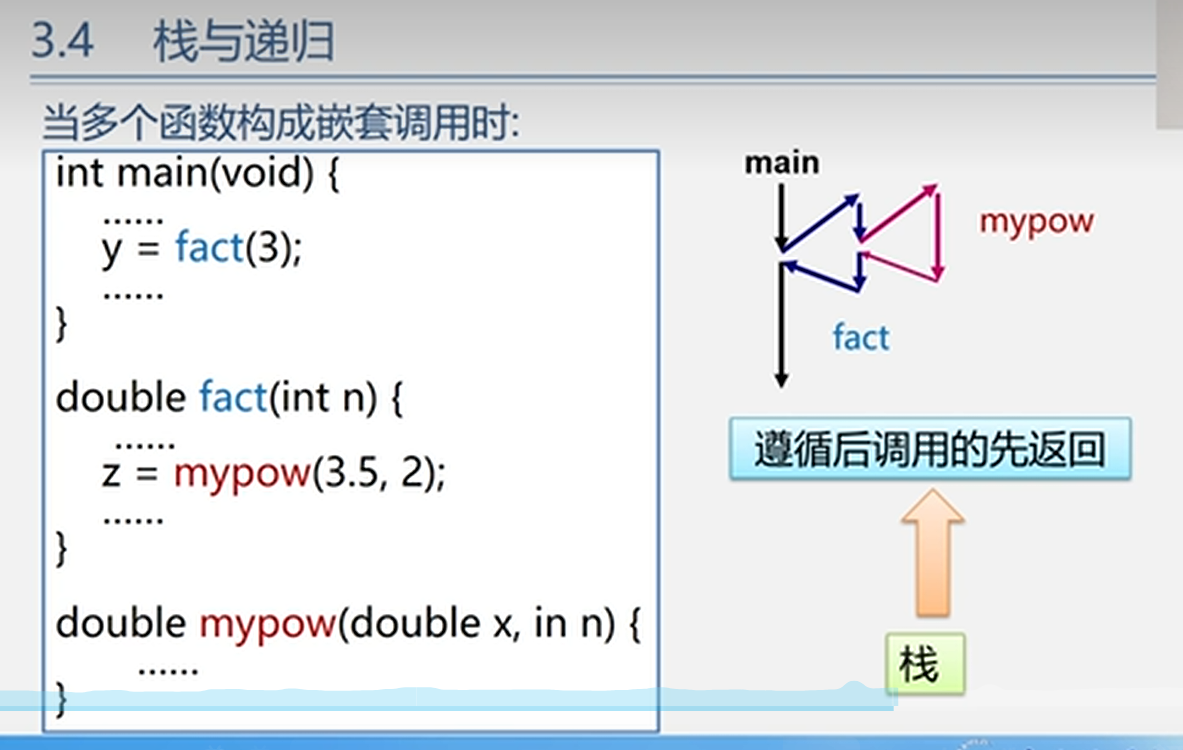 3.4 栈与递归
当多个函数构成嵌套调用时:
int main(void) {
......
y = fact(3);
......
}
double fact(int n) {
......
z = mypow(3.5, 2);
......
}
double mypow(double x, in n) {
......
}
main
mypow
fact
遵循后调用的先返回
栈